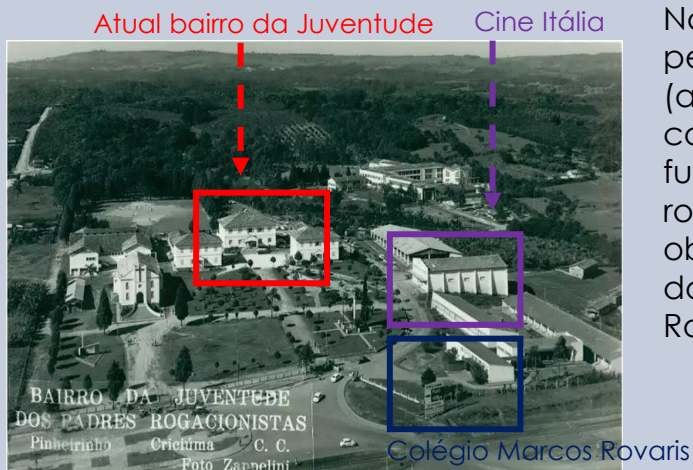 Atual bairro da Juventude
Cine Itália
pe
(a
co
fu
ro
ob
da
Ro
BAIRRO DA JUVENTUDE
DOS PADRES ROGACIONISTAS
Pinheirinho Criciúma C. C.
Foto Zappelini
Colégio Marcos Rovaris